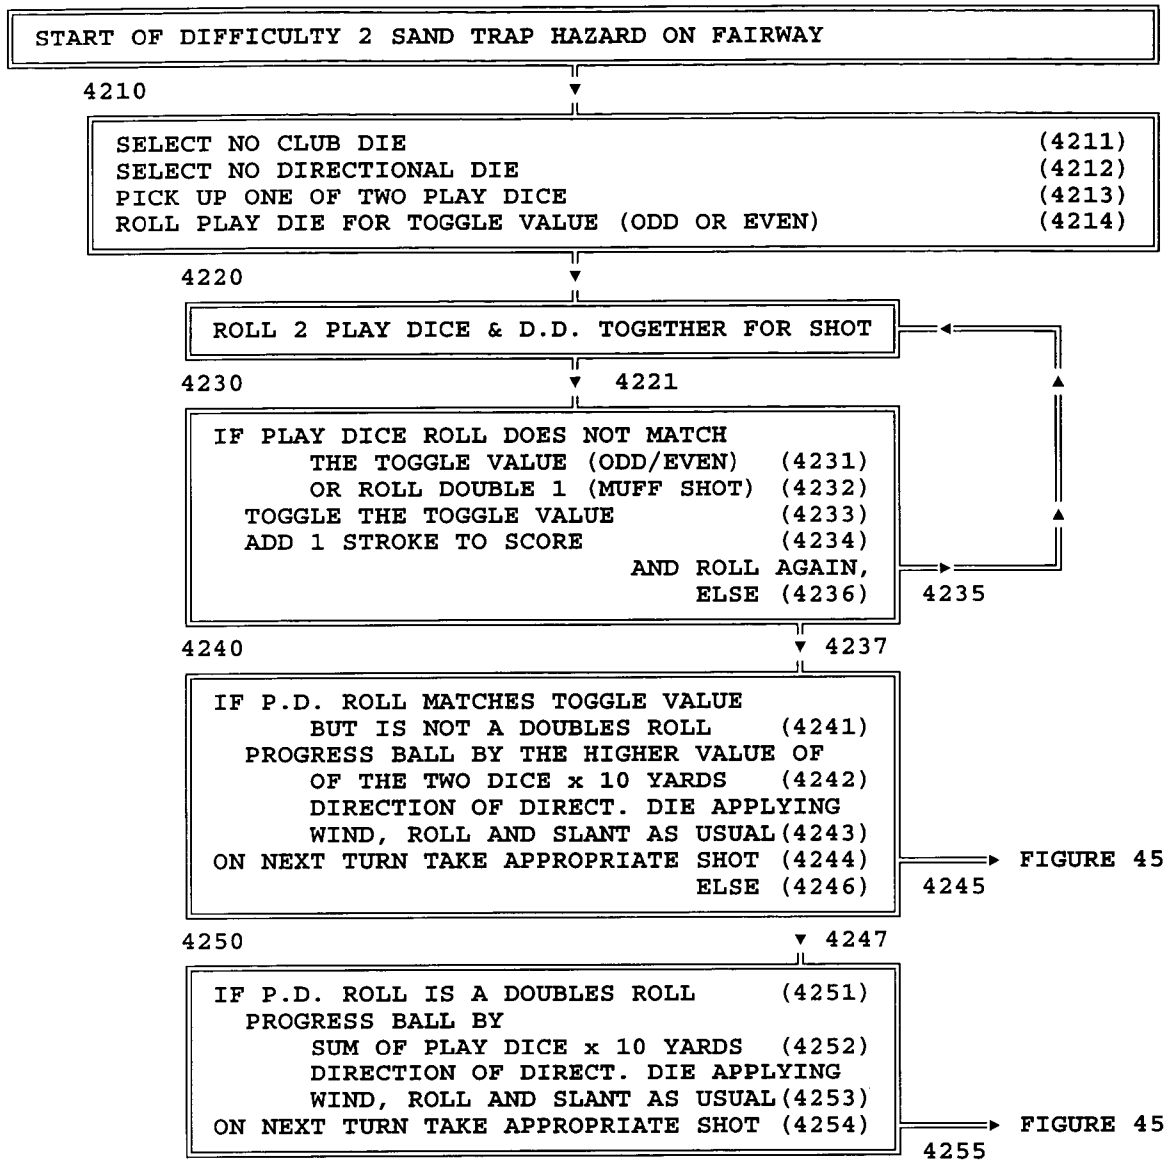 START OF DIFFICULTY 2 SAND TRAP HAZARD ON FAIRWAY
4210
SELECT NO CLUB DIE (4211)
SELECT NO DIRECTIONAL DIE (4212)
PICK UP ONE OF TWO PLAY DICE (4213)
ROLL PLAY DIE FOR TOGGLE VALUE (ODD OR EVEN) (4214)
4220
ROLL 2 PLAY DICE & D.D. TOGETHER FOR SHOT
4230 4221
IF PLAY DICE ROLL DOES NOT MATCH
THE TOGGLE VALUE (ODD/EVEN) (4231)
OR ROLL DOUBLE 1 (MUFF SHOT) (4232)
TOGGLE THE TOGGLE VALUE (4233)
ADD 1 STROKE TO SCORE (4234)
AND ROLL AGAIN,
ELSE (4236) 4235
4240 4237
IF P.D. ROLL MATCHES TOGGLE VALUE
BUT IS NOT A DOUBLES ROLL (4241)
PROGRESS BALL BY THE HIGHER VALUE OF
OF THE TWO DICE x 10 YARDS (4242)
DIRECTION OF DIRECT. DIE APPLYING
WIND, ROLL AND SLANT AS USUAL(4243)
ON NEXT TURN TAKE APPROPRIATE SHOT (4244) FIGURE 45
ELSE (4246) 4245
4250 4247
IF P.D. ROLL IS A DOUBLES ROLL (4251)
PROGRESS BALL BY
SUM OF PLAY DICE x 10 YARDS (4252)
DIRECTION OF DIRECT. DIE APPLYING
WIND, ROLL AND SLANT AS USUAL(4253)
ON NEXT TURN TAKE APPROPRIATE SHOT (4254) FIGURE 45
4255